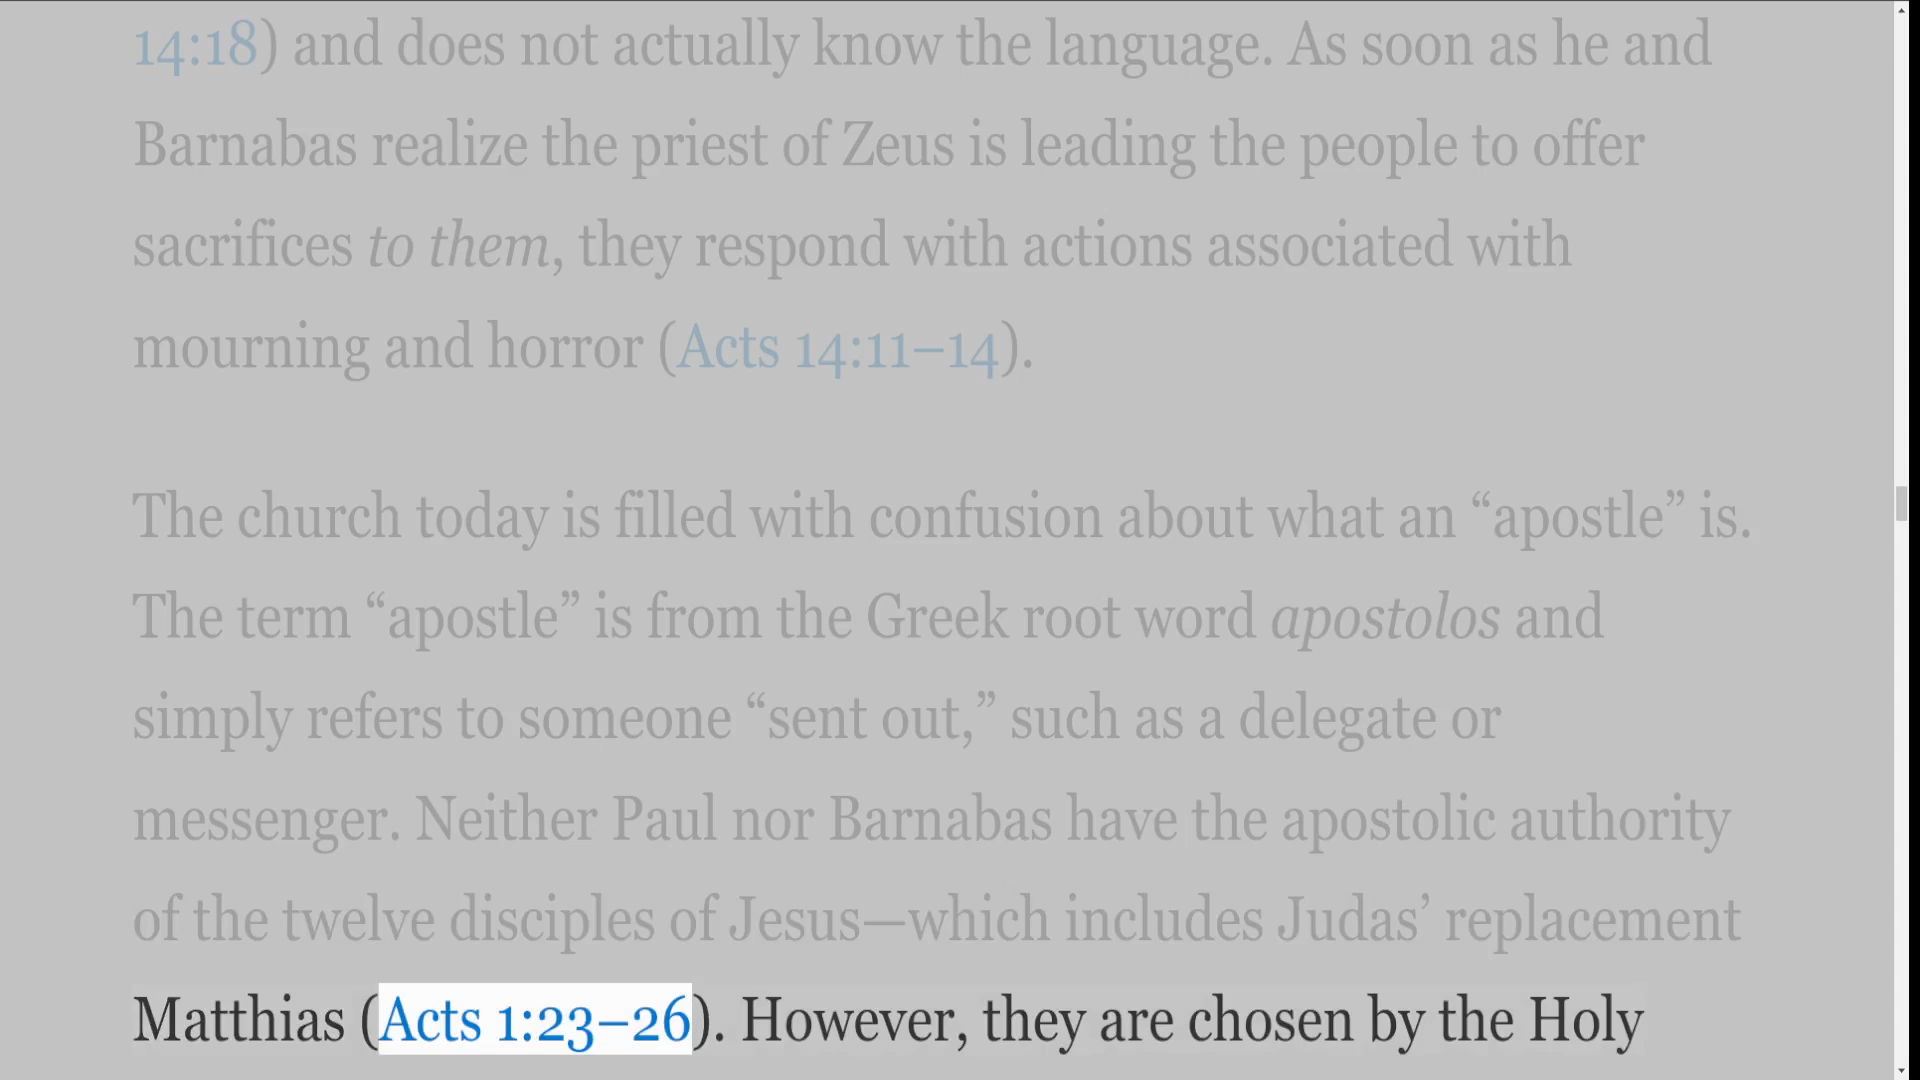 14:18) and does not actually know the language. As soon as he and
Barnabas realize the priest of Zeus is leading the people to offer
sacrifices to them, they respond with actions associated with
mourning and horror (Acts 14:11–14).
The church today is filled with confusion about what an “apostle” is.
The term “apostle” is from the Greek root word apostolos and
simply refers to someone “sent out,” such as a delegate or
messenger. Neither Paul nor Barnabas have the apostolic authority
of the twelve disciples of Jesus—which includes Judas’ replacement
Matthias (Acts 1:23–26). However, they are chosen by the Holy